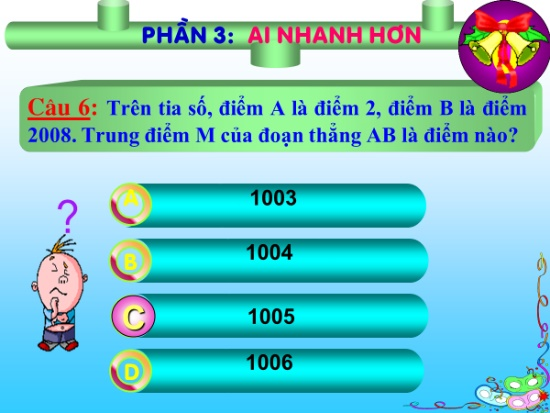 PHẦN 3: AI NHANH HƠN
Câu 6: Trên tia số, điểm A là điểm 2, điểm B là điểm
2008. Trung điểm M của đoạn thẳng AB là điểm nào?
A 1003
?
B 1004
C 1005
D 1006